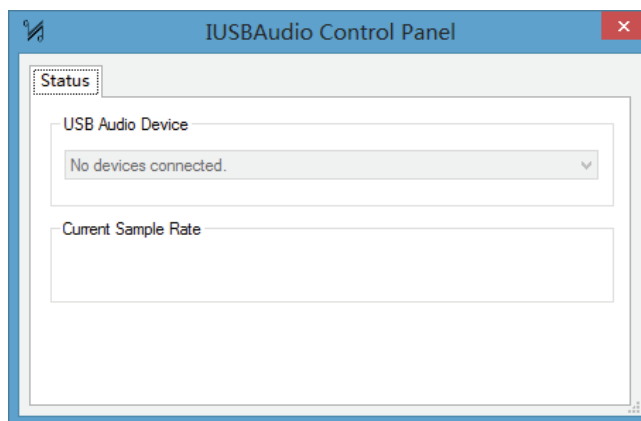 IUSBAudio Control Panel
Status
USB Audio Device
No devices connected.
Current Sample Rate